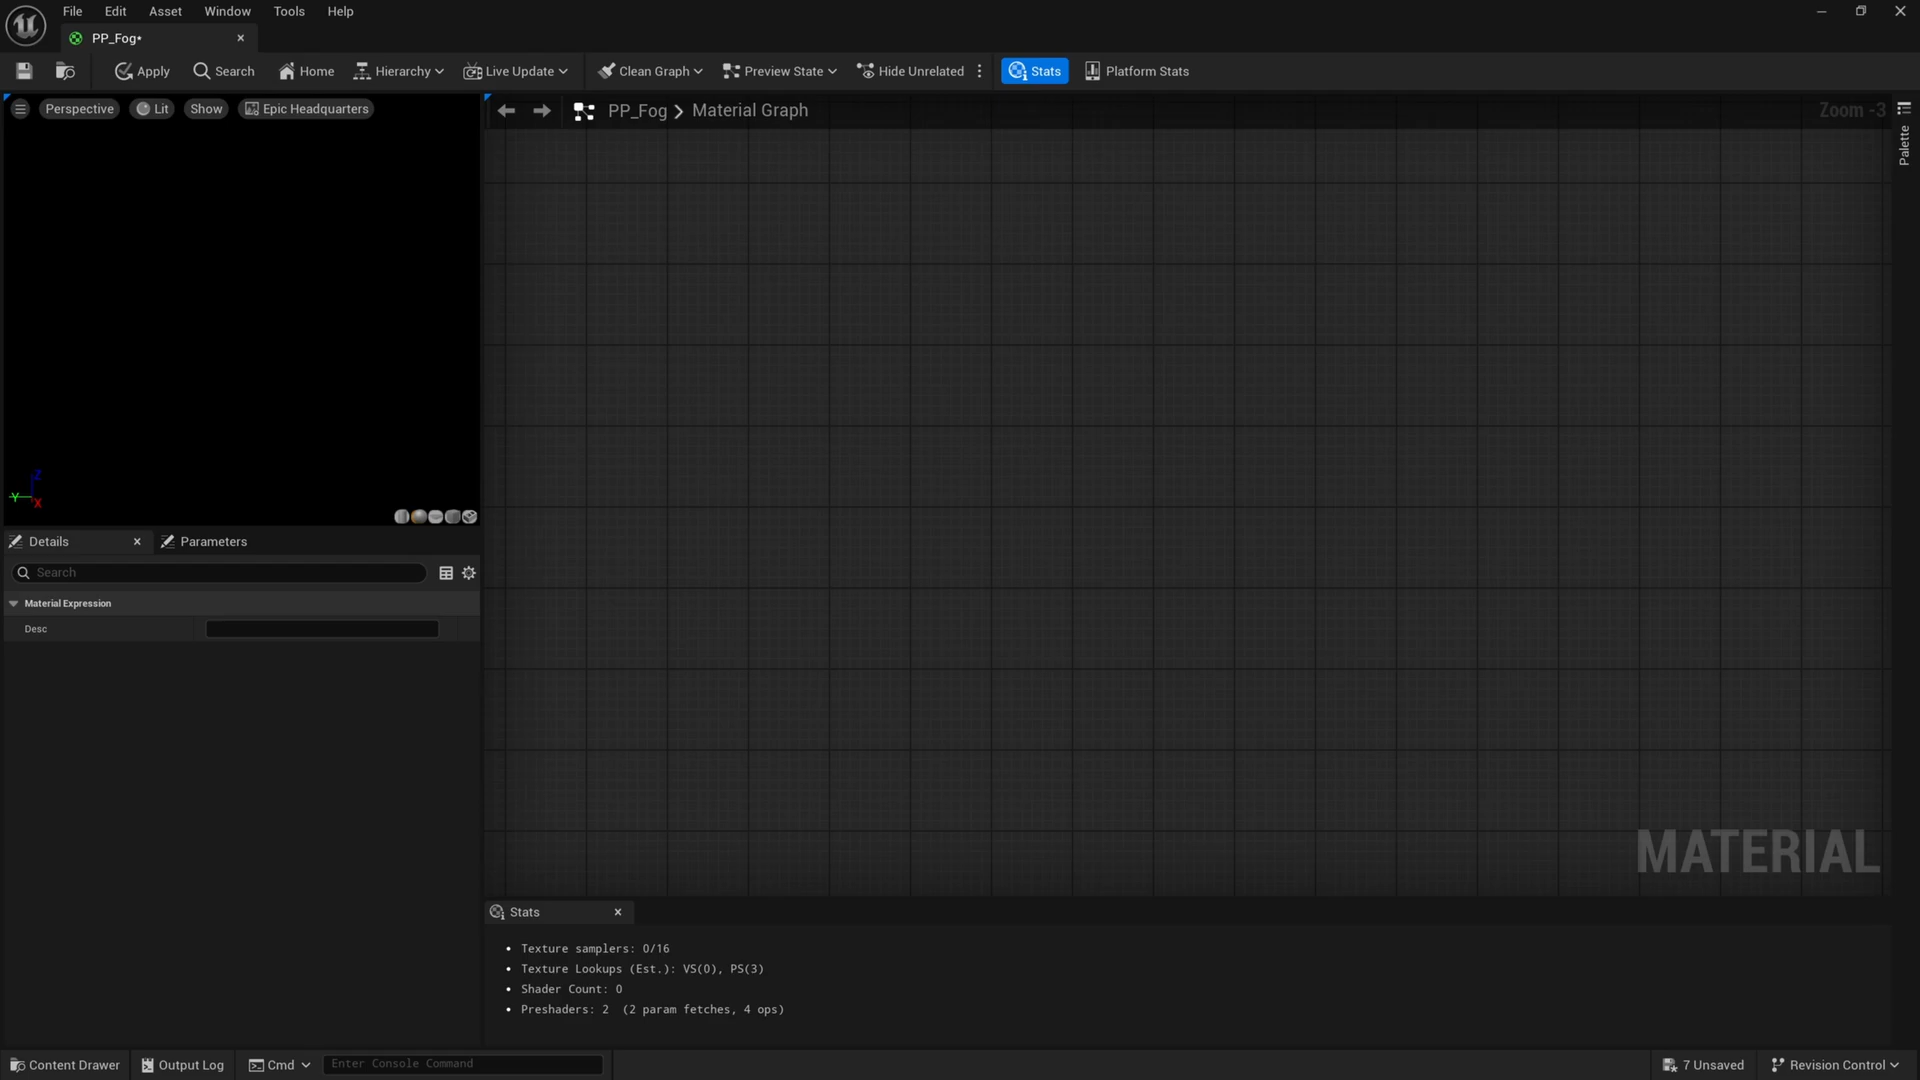 File Edit Asset Window Tools Help
PP_Fog*
Apply Search Home Hierarchy Live Update Clean Graph Preview State Hide Unrelated Stats Platform Stats
Perspective Lit Show Epic Headquarters
PP_Fog > Material Graph
Zoom -3
Palette
Z
Y
X
Details Parameters
Search
Material Expression
Desc
MATERIAL
Stats
• Texture samplers: 0/16
• Texture Lookups (Est.): VS(0), PS(3)
• Shader Count: 0
• Preshaders: 2 (2 param fetches, 4 ops)
Content Drawer Output Log Cmd Enter Console Command 7 Unsaved Revision Control